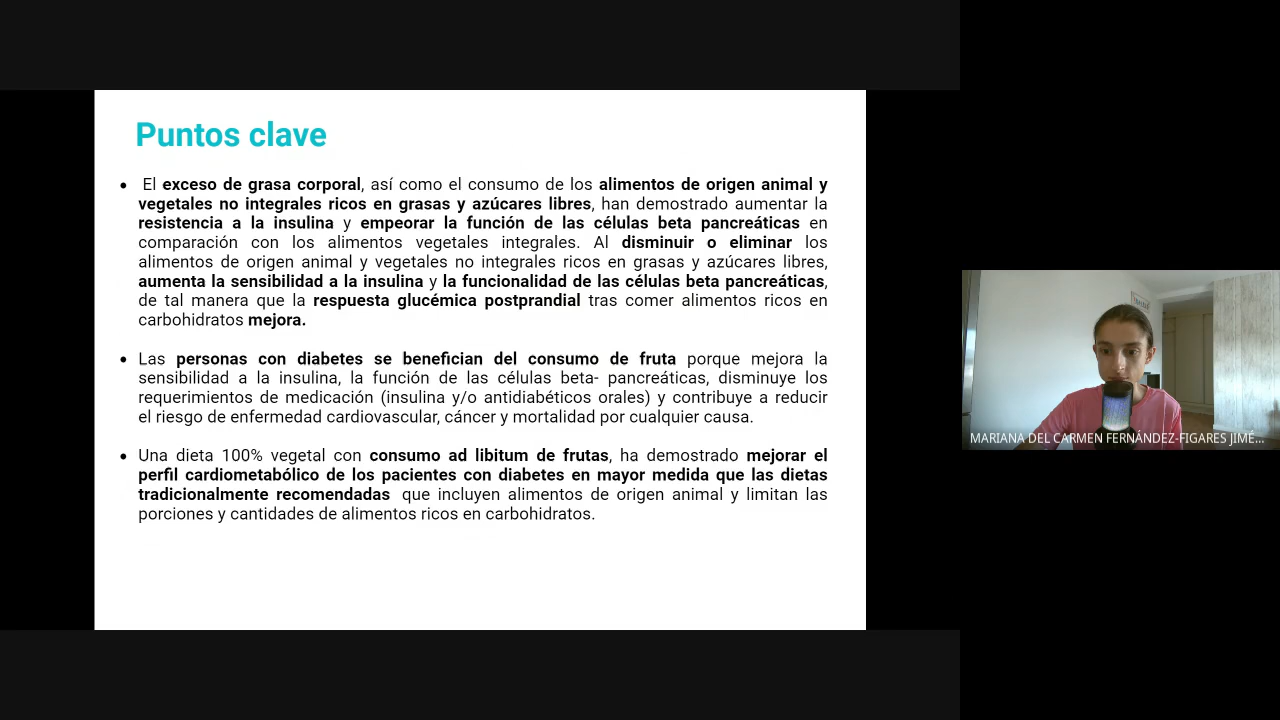 Puntos clave
• El exceso de grasa corporal, así como el consumo de los alimentos de origen animal y
vegetales no integrales ricos en grasas y azúcares libres, han demostrado aumentar la
resistencia a la insulina y empeorar la función de las células beta pancreáticas en
comparación con los alimentos vegetales integrales. Al disminuir o eliminar los
alimentos de origen animal y vegetales no integrales ricos en grasas y azúcares libres,
aumenta la sensibilidad a la insulina y la funcionalidad de las células beta pancreáticas,
de tal manera que la respuesta glucémica postprandial tras comer alimentos ricos en
carbohidratos mejora.
• Las personas con diabetes se benefician del consumo de fruta porque mejora la
sensibilidad a la insulina, la función de las células beta- pancreáticas, disminuye los
requerimientos de medicación (insulina y/o antidiabéticos orales) y contribuye a reducir
el riesgo de enfermedad cardiovascular, cáncer y mortalidad por cualquier causa.
• Una dieta 100% vegetal con consumo ad libitum de frutas, ha demostrado mejorar el
perfil cardiometabólico de los pacientes con diabetes en mayor medida que las dietas
tradicionalmente recomendadas que incluyen alimentos de origen animal y limitan las
porciones y cantidades de alimentos ricos en carbohidratos.
MARIANA DEL CARMEN FERNÁNDEZ-FIGARES JIMÉ...